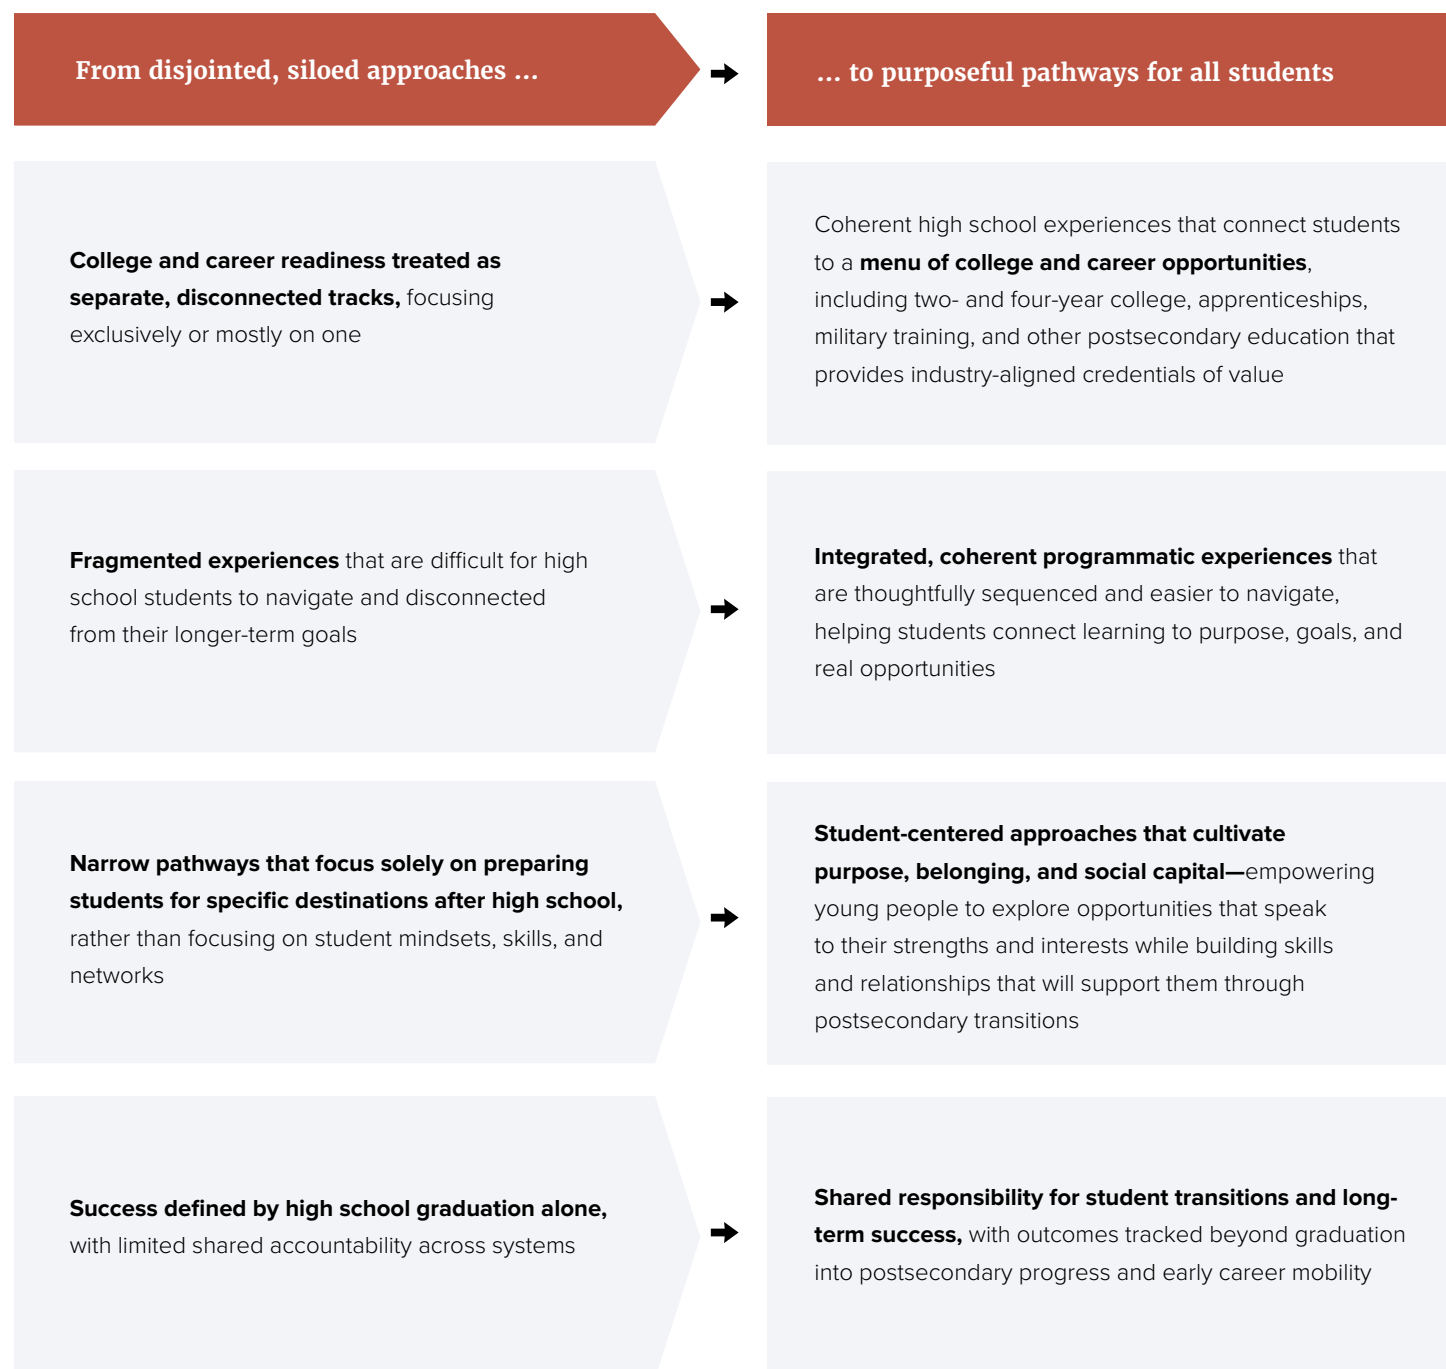 From disjointed, siloed approaches ...
... to purposeful pathways for all students
College and career readiness treated as
separate, disconnected tracks, focusing
exclusively or mostly on one
Coherent high school experiences that connect students
to a menu of college and career opportunities,
including two- and four-year college, apprenticeships,
military training, and other postsecondary education that
provides industry-aligned credentials of value
Fragmented experiences that are difficult for high
school students to navigate and disconnected
from their longer-term goals
Integrated, coherent programmatic experiences that
are thoughtfully sequenced and easier to navigate,
helping students connect learning to purpose, goals, and
real opportunities
Narrow pathways that focus solely on preparing
students for specific destinations after high school,
rather than focusing on student mindsets, skills, and
networks
Student-centered approaches that cultivate
purpose, belonging, and social capital—empowering
young people to explore opportunities that speak
to their strengths and interests while building skills
and relationships that will support them through
postsecondary transitions
Success defined by high school graduation alone,
with limited shared accountability across systems
Shared responsibility for student transitions and long-
term success, with outcomes tracked beyond graduation
into postsecondary progress and early career mobility